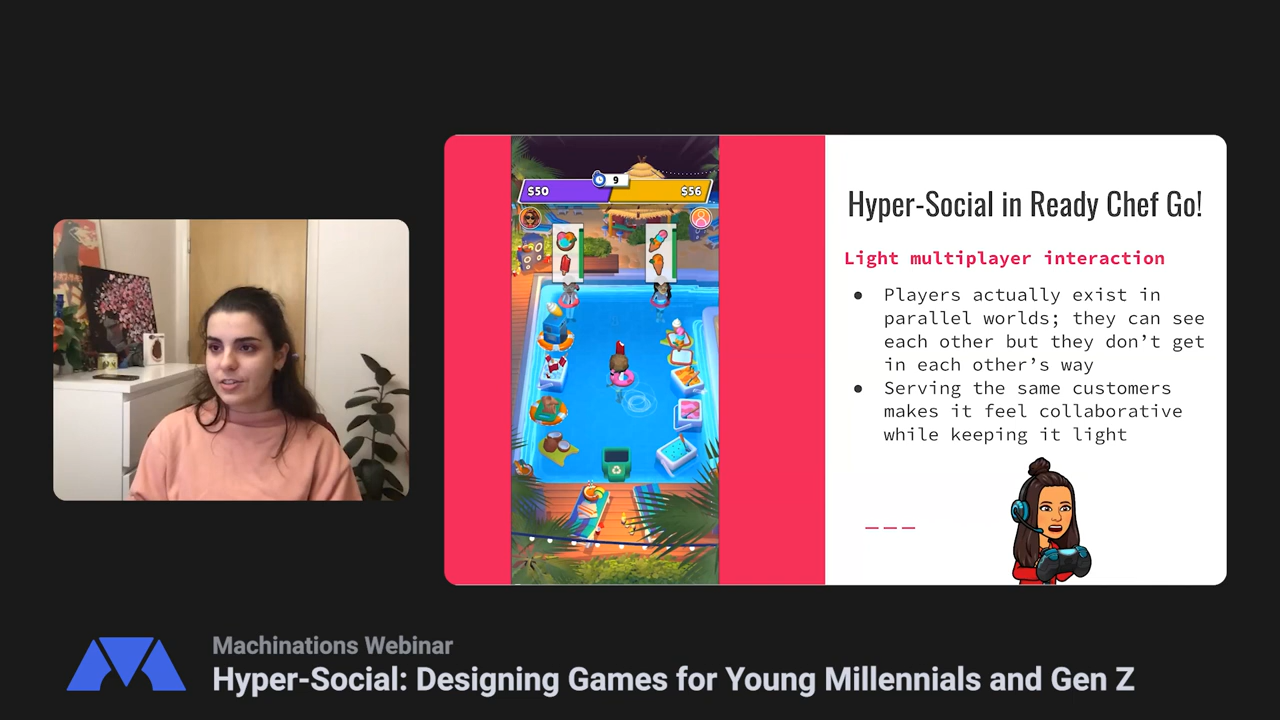 9
$50
$56
Hyper-Social in Ready Chef Go!
Light multiplayer interaction
● Players actually exist in
parallel worlds; they can see
each other but they don't get
in each other's way
● Serving the same customers
makes it feel collaborative
while keeping it light
Machinations Webinar
Hyper-Social: Designing Games for Young Millennials and Gen Z